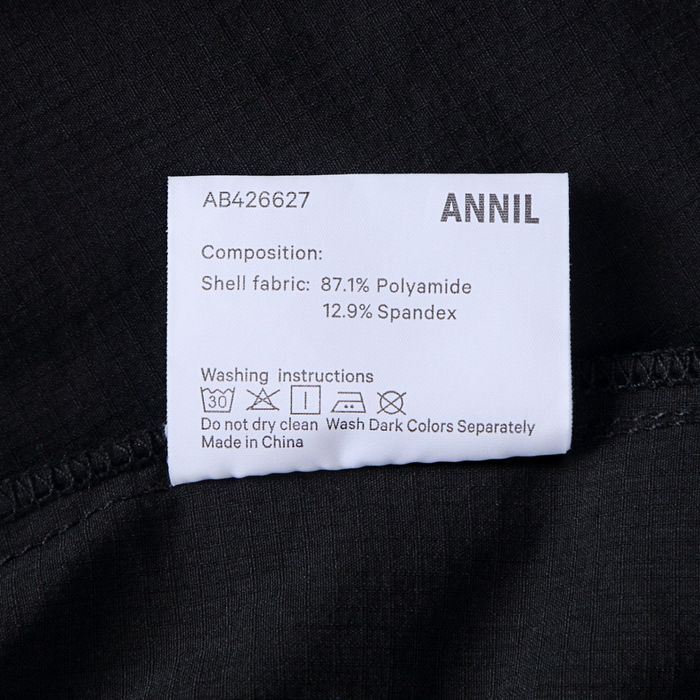 AB426627
ANNIL
Composition:
Shell fabric: 87.1% Polyamide
12.9% Spandex
Washing instructions
30
Do not dry clean Wash Dark Colors Separately
Made in China